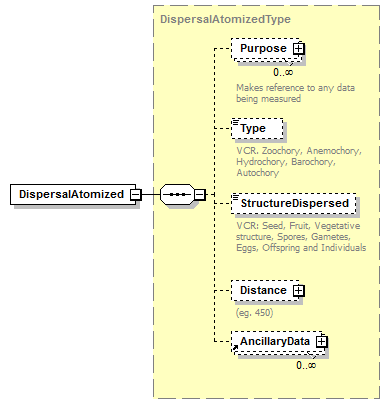 DispersalAtomizedType
Purpose
0..∞
Makes reference to any data
being measured
Type
VCR. Zoochory, Anemochory,
Hydrochory, Barochory,
Autochory
DispersalAtomized
StructureDispersed
VCR: Seed, Fruit, Vegetative
structure, Spores, Gametes,
Eggs, Offspring and Individuals
Distance
(eg. 450)
AncillaryData
0..∞